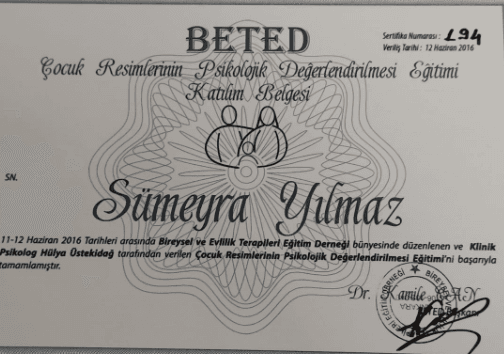 BETED
Sertifika Numarası: L94
Veriliş Tarihi: 12 Haziran 2016
Çocuk Resimlerinin Psikolojik Değerlendirilmesi Eğitimi
Katılım Belgesi
SN.
Sümeyra Yılmaz
11-12 Haziran 2016 Tarihleri arasında Bireysel ve Evlilik Terapileri Eğitim Derneği bünyesinde düzenlenen ve Klinik
Psikolog Hülya Üstekidağ tarafından verilen Çocuk Resimlerinin Psikolojik Değerlendirilmesi Eğitimi'ni başarıyla
tamamlamıştır.
Dr. Kamile